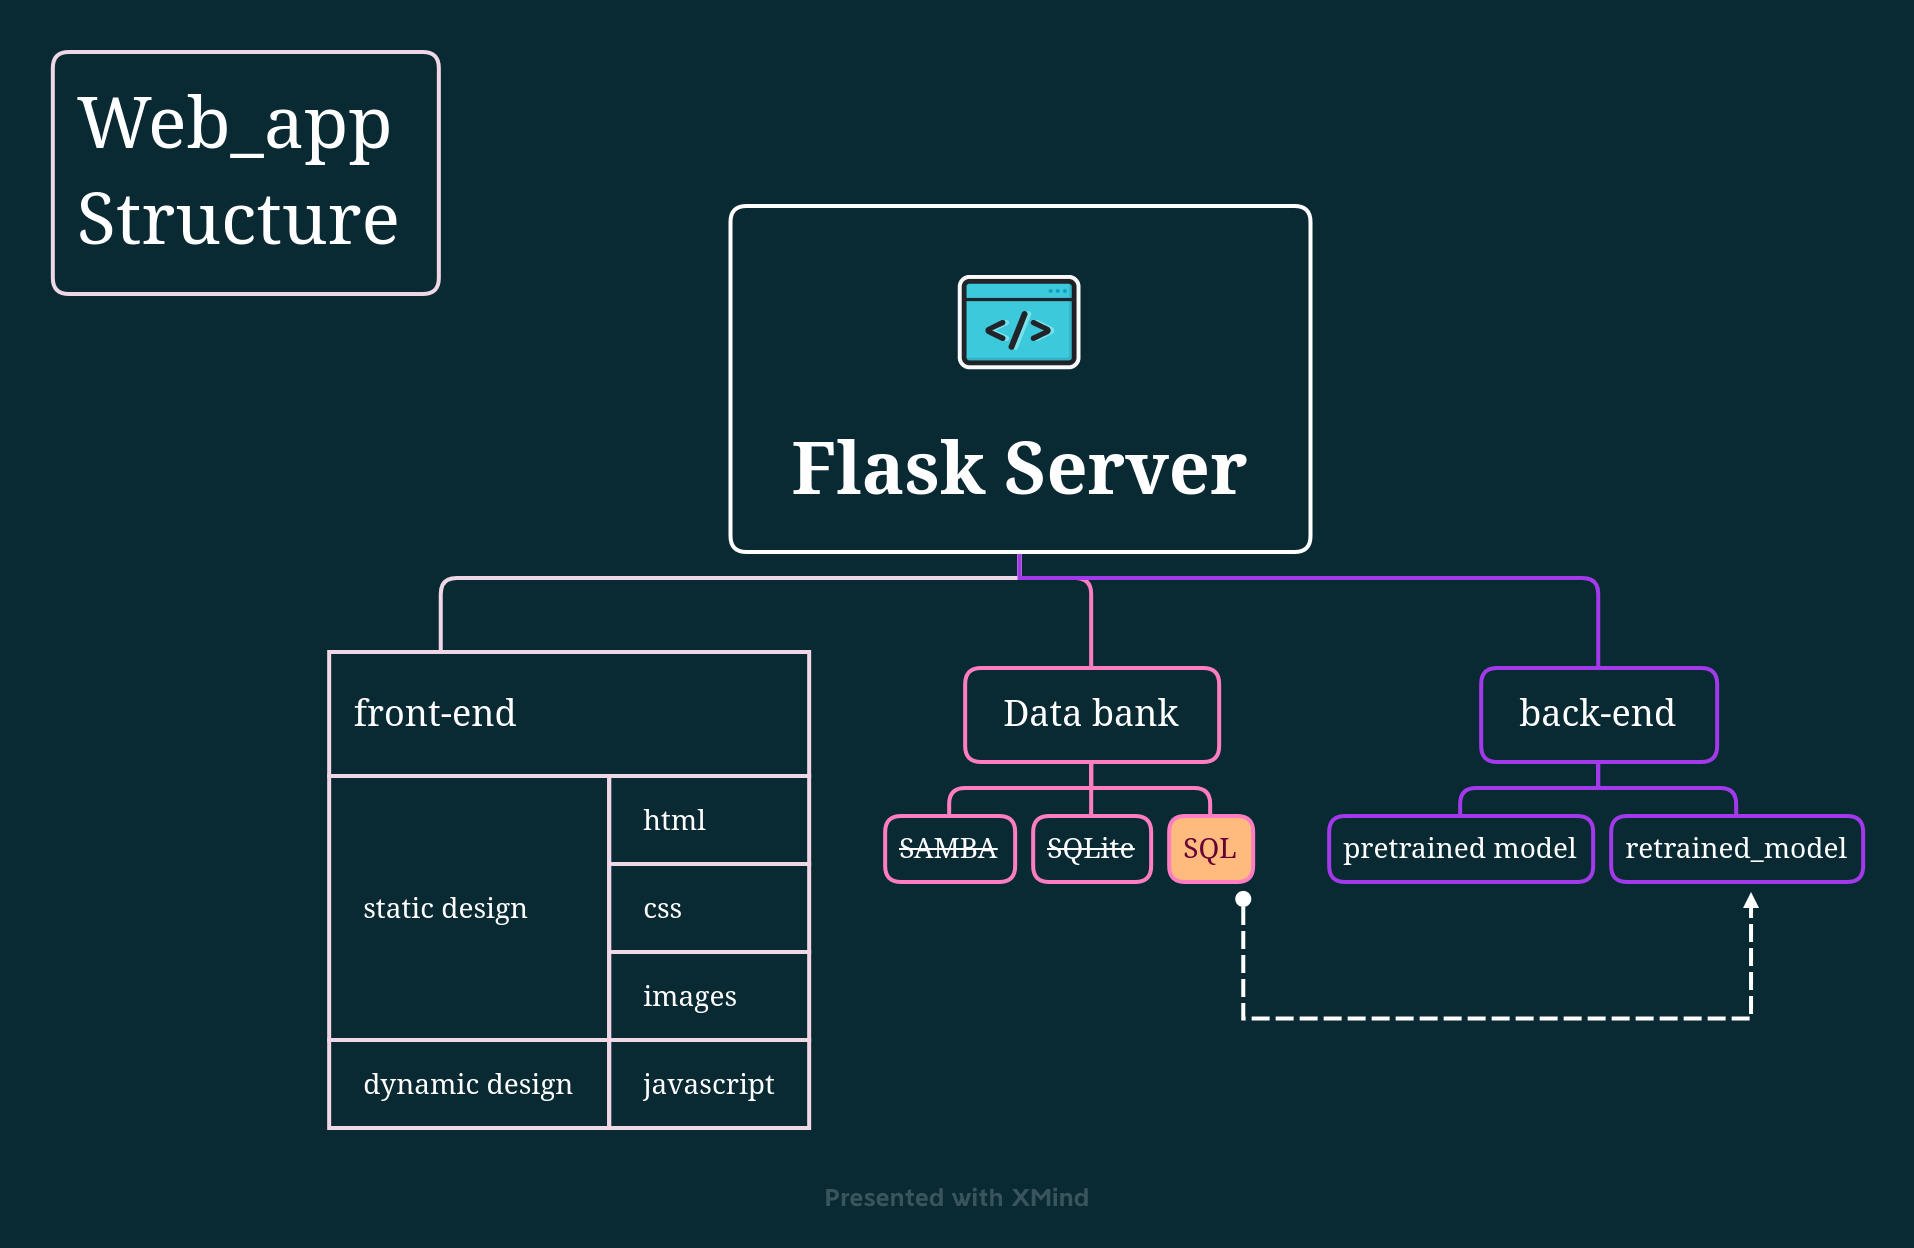 Web_app
Structure
</>
Flask Server
front-end
static design
html
css
images
dynamic design
javascript
Data bank
SAMBA
SQLite
SQL
back-end
pretrained model
retrained_model
Presented with XMind